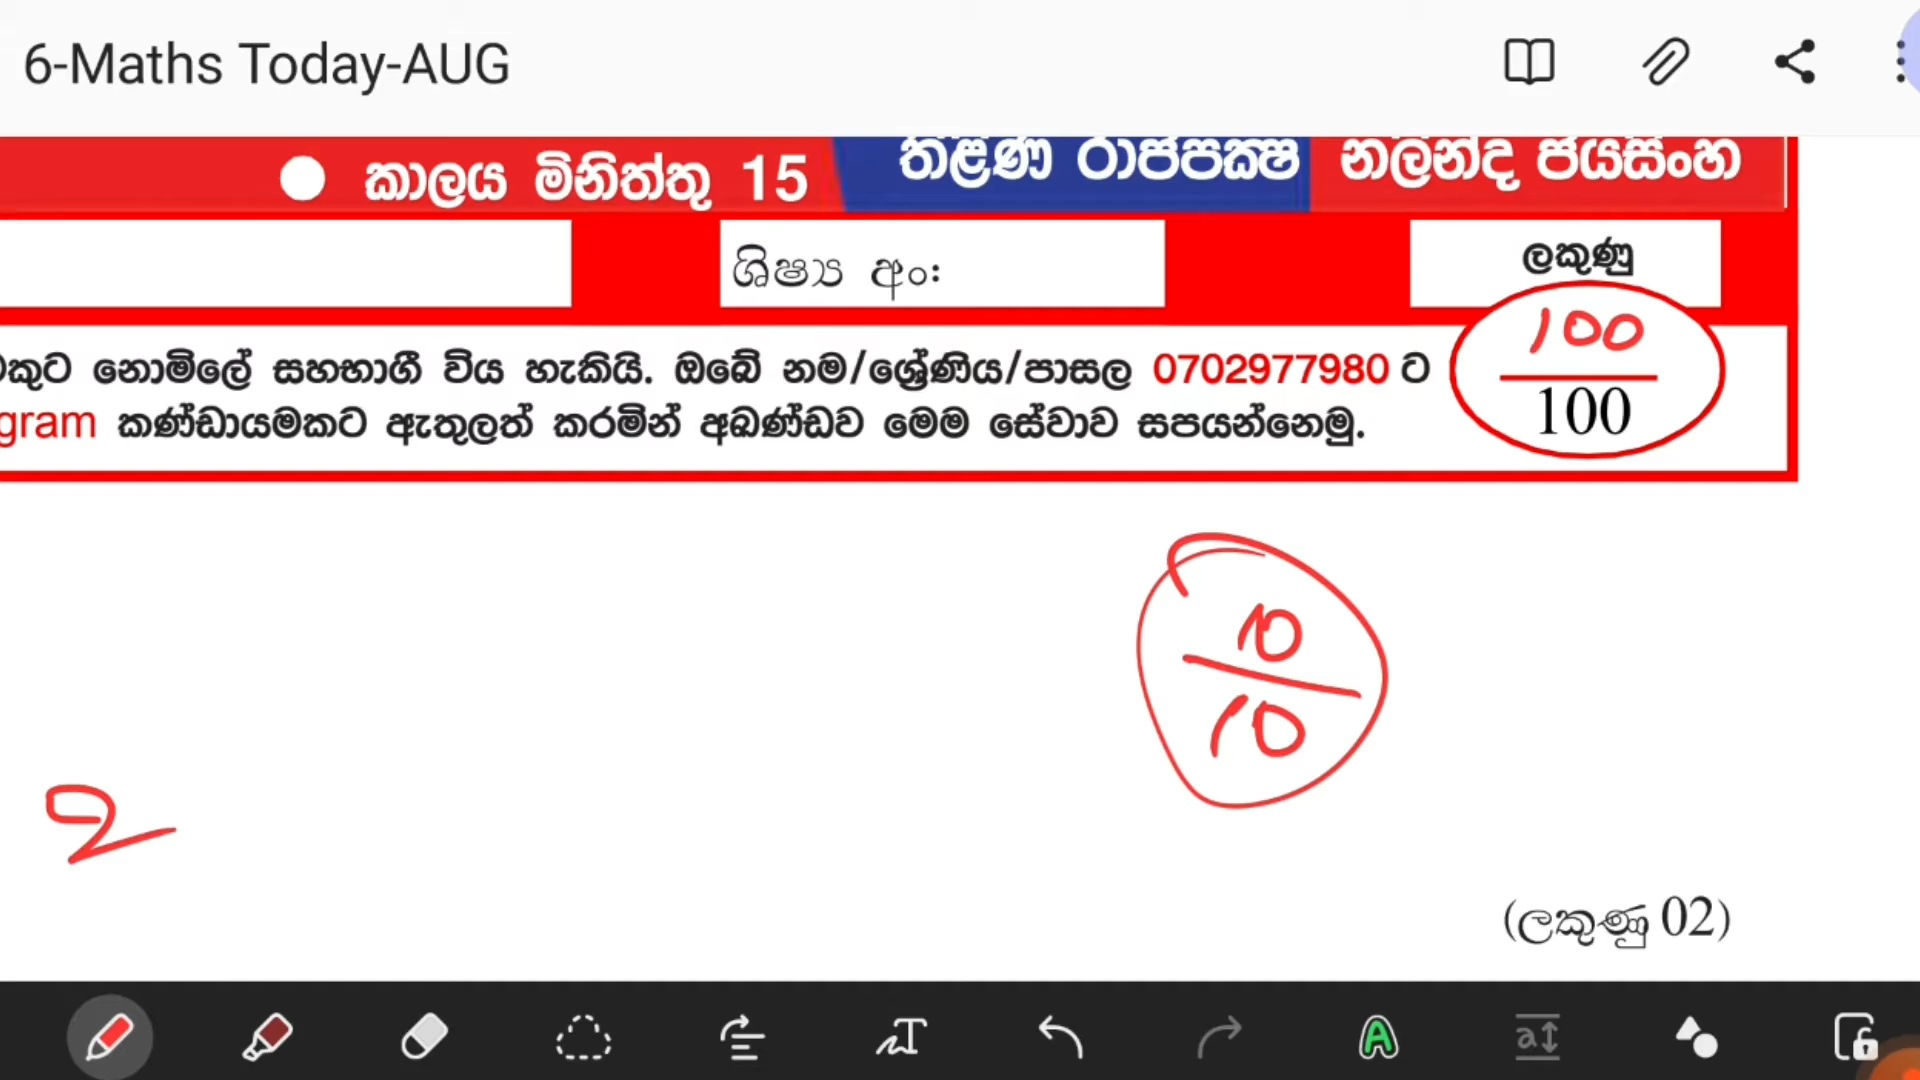 6-Maths Today-AUG
කාලය මිනිත්තු 15
තිළිණ රාජපක්ෂ
නලින්ද ජයසිංහ
ශිෂ්‍ය අං:
ලකුණු
100
100
නොමිලේ සහභාගී විය හැකියි. ඔබේ නම/ශ්‍රේණිය/පාසල 0702977980 ට
gram කණ්ඩායමකට ඇතුලත් කරමින් අඛණ්ඩව මෙම සේවාව සපයන්නෙමු.
10
10
2
(ලකුණු 02)